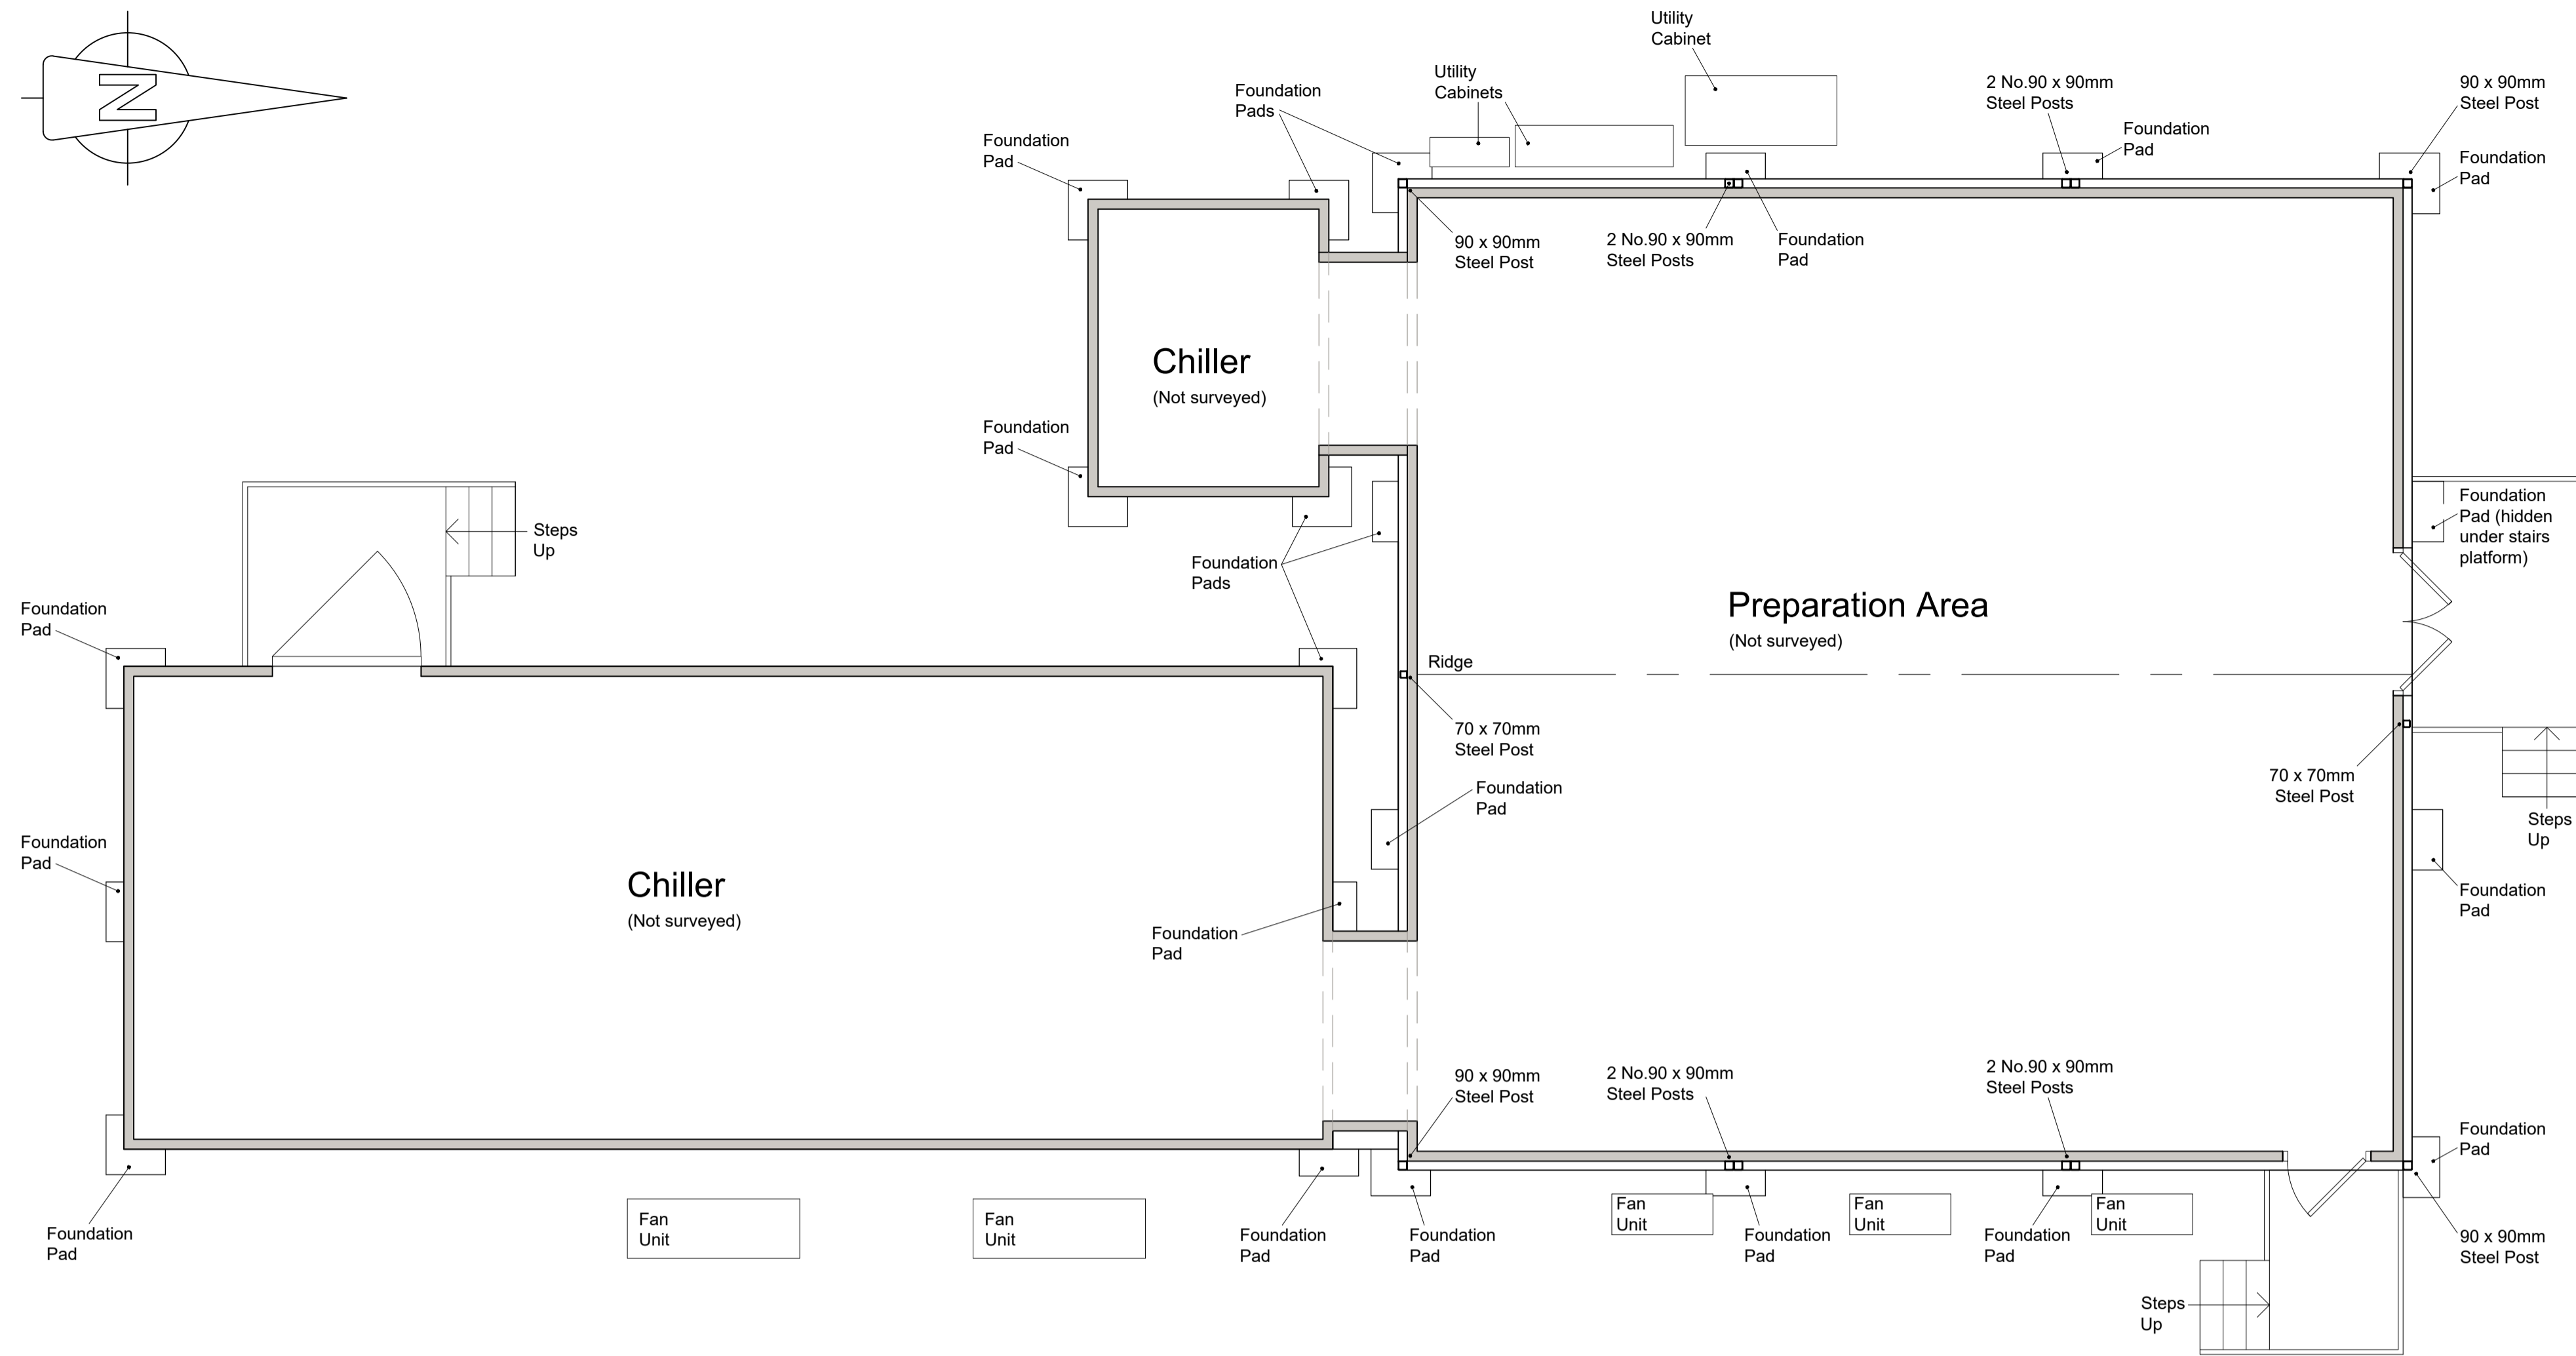 N
Utility
Cabinet
Utility
Cabinets
Foundation
Pads
Foundation
Pad
2 No.90 x 90mm
Steel Posts
Foundation
Pad
90 x 90mm
Steel Post
Foundation
Pad
90 x 90mm
Steel Post
2 No.90 x 90mm
Steel Posts
Foundation
Pad
Chiller
(Not surveyed)
Foundation
Pad
Steps
Up
Foundation
Pads
Foundation
Pad (hidden
under stairs
platform)
Preparation Area
(Not surveyed)
Foundation
Pad
Ridge
70 x 70mm
Steel Post
70 x 70mm
Steel Post
Foundation
Pad
Steps
Up
Foundation
Pad
Chiller
(Not surveyed)
Foundation
Pad
Foundation
Pad
90 x 90mm
Steel Post
2 No.90 x 90mm
Steel Posts
2 No.90 x 90mm
Steel Posts
Foundation
Pad
Foundation
Pad
Fan
Unit
Fan
Unit
Foundation
Pad
Foundation
Pad
Fan
Unit
Foundation
Pad
Fan
Unit
Foundation
Pad
Fan
Unit
90 x 90mm
Steel Post
Steps
Up